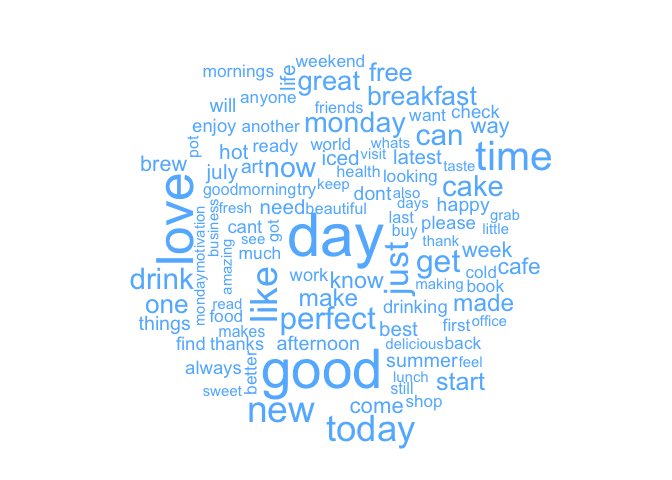 weekend
mornings life great free
will anyone friends breakfast
enjoy another monday want check
pot hot ready world whats can way
brew art now iced visit latest time
july health looking taste
goodmorning try keep dont also cake
love fresh need beautiful days happy
business cant got day last buy please grab little
mondaymotivation amazing see much thank week
drink like work know just get cold cafe
one read make making book
things food perfect drinking made
makes best first office
find thanks afternoon delicious back
always better good summer feel
sweet lunch still start
new come shop
today